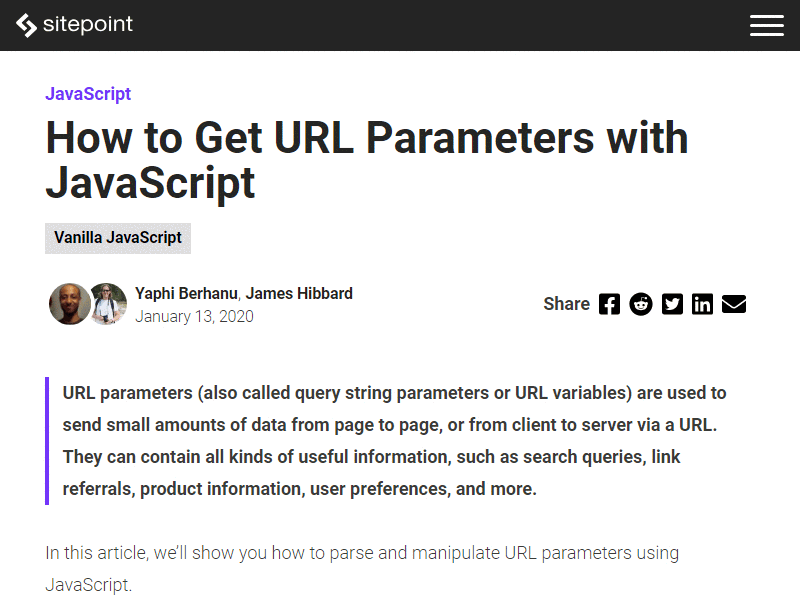 sitepoint
JavaScript
How to Get URL Parameters with
JavaScript
Vanilla JavaScript
Yaphi Berhanu, James Hibbard
January 13, 2020
Share
URL parameters (also called query string parameters or URL variables) are used to
send small amounts of data from page to page, or from client to server via a URL.
They can contain all kinds of useful information, such as search queries, link
referrals, product information, user preferences, and more.
In this article, we’ll show you how to parse and manipulate URL parameters using
JavaScript.